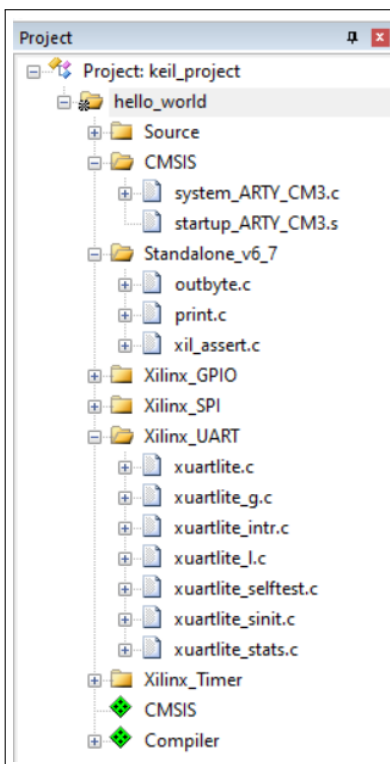 Project
Project: keil_project
hello_world
Source
CMSIS
system_ARTY_CM3.c
startup_ARTY_CM3.s
Standalone_v6_7
outbyte.c
print.c
xil_assert.c
Xilinx_GPIO
Xilinx_SPI
Xilinx_UART
xuartlite.c
xuartlite_g.c
xuartlite_intr.c
xuartlite_l.c
xuartlite_selftest.c
xuartlite_sinit.c
xuartlite_stats.c
Xilinx_Timer
CMSIS
Compiler